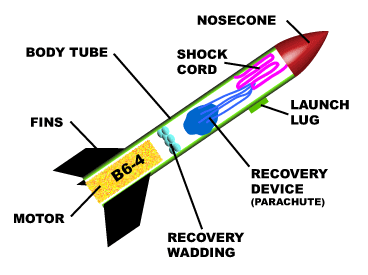 NOSECONE
BODY TUBE
SHOCK
CORD
LAUNCH
LUG
FINS
B6-4
RECOVERY
DEVICE
(PARACHUTE)
MOTOR
RECOVERY
WADDING